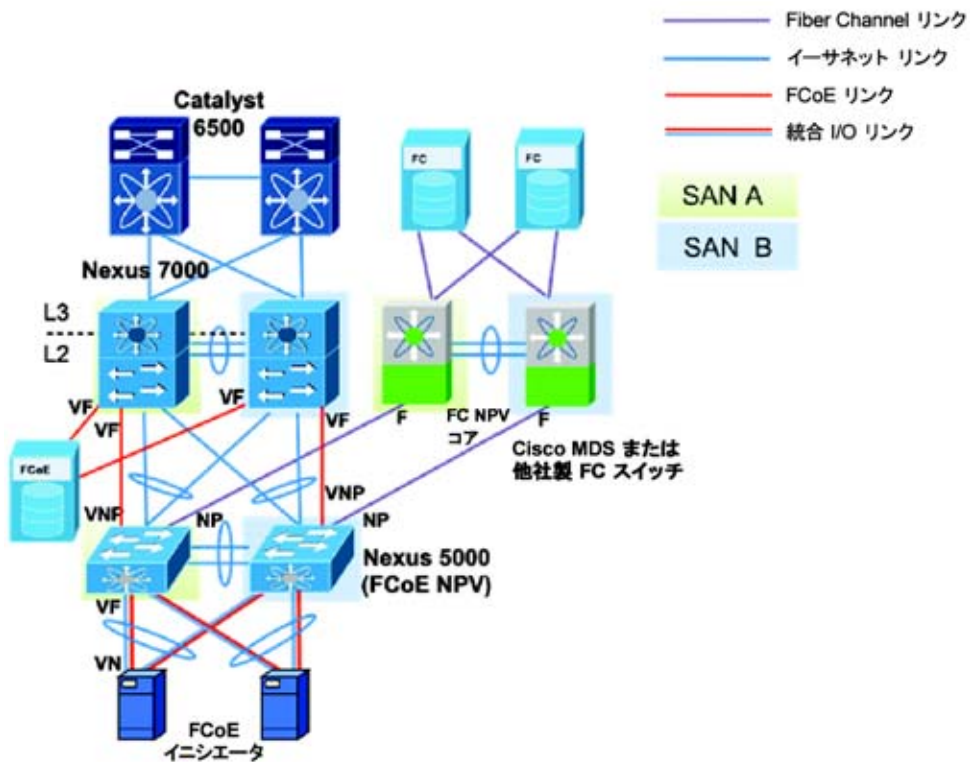 Fiber Channel リンク
イーサネット リンク
FCoE リンク
統合 I/O リンク
SAN A
SAN B
Catalyst
6500
FC
FC
Nexus 7000
L3
L2
VF
VF
VF
VF
F
FC NPV
コア
F
Cisco MDS または
他社製 FC スイッチ
FCoE
VNP
NP
VNP
NP
Nexus 5000
(FCoE NPV)
VF
VN
FCoE
イニシエータ